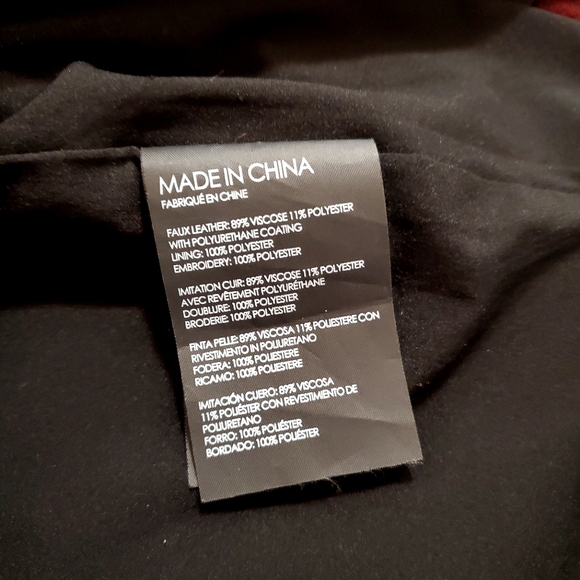 MADE IN CHINA
FABRIQUÉ EN CHINE
FAUX LEATHER: 89% VISCOSE 11% POLYESTER
WITH POLYURETHANE COATING
LINING: 100% POLYESTER
EMBROIDERY: 100% POLYESTER
IMITATION CUIR: 89% VISCOSE 11% POLYESTER
AVEC REVÊTEMENT POLYURÉTHANE
DOUBLURE: 100% POLYESTER
BRODERIE: 100% POLYESTER
FINTA PELLE: 89% VISCOSA 11% POLIESTERE CON
RIVESTIMENTO IN POLIURETANO
FODERA: 100% POLIESTERE
RICAMO: 100% POLIESTERE
IMITACIÓN CUERO: 89% VISCOSA
11% POLIÉSTER CON REVESTIMIENTO DE
POLIURETANO
FORRO: 100% POLIÉSTER
BORDADO: 100% POLIÉSTER